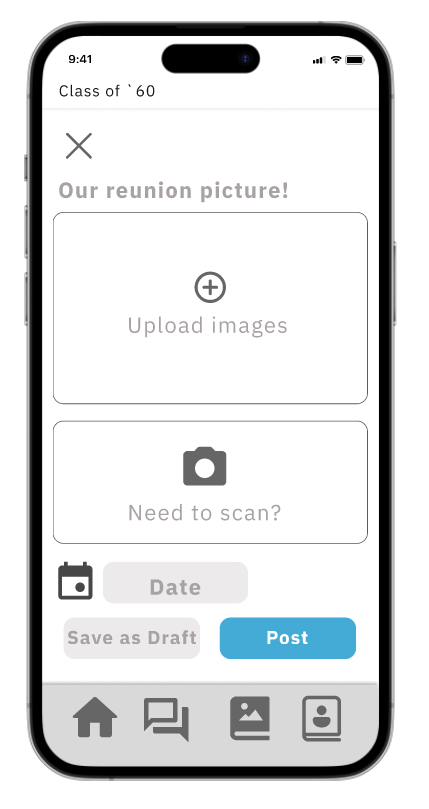 9:41
Class of `60
Our reunion picture!
Upload images
Need to scan?
Date
Save as Draft Post